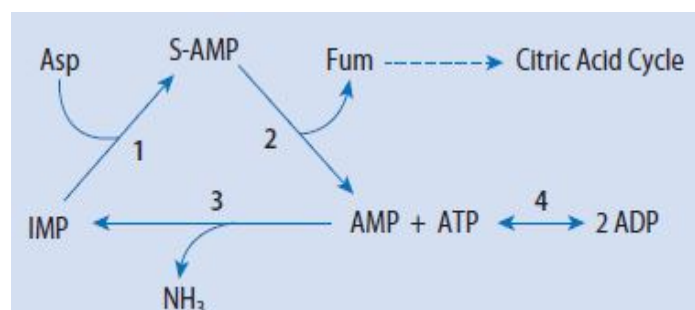 S-AMP
Asp
Fum
Citric Acid Cycle
1
2
3
4
IMP
AMP + ATP
2 ADP
NH₃